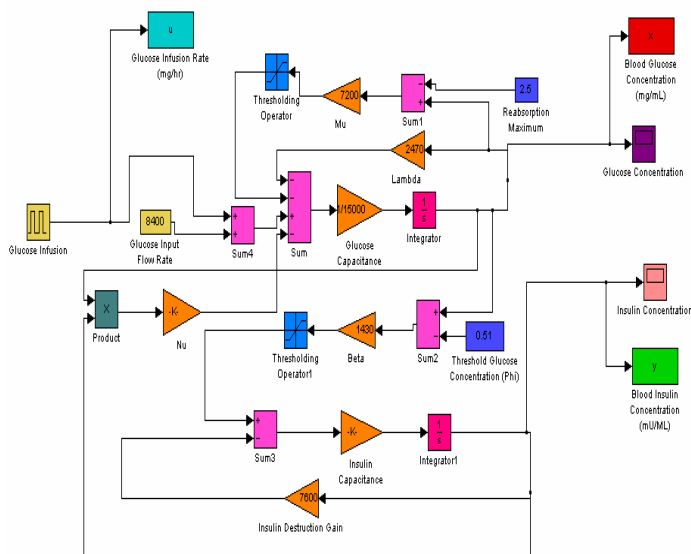 u
Glucose Infusion Rate
(mg/hr)
x
Blood Glucose
Concentration
(mg/mL)
Thresholding
Operator
7200
Mu
−
+
Sum1
2.5
Reabsorption
Maximum
2470
Lambda
Glucose Concentration
Glucose Infusion
8400
Glucose Input
Flow Rate
+
+
Sum4
−
−
+
−
Sum
1/15000
Glucose
Capacitance
1
s
Integrator
X
Product
-K-
Nu
Thresholding
Operator1
1430
Beta
+
−
Sum2
0.51
Threshold Glucose
Concentration (Phi)
Insulin Concentration
y
Blood Insulin
Concentration
(mU/ML)
+
−
Sum3
-K-
Insulin
Capacitance
1
s
Integrator1
7600
Insulin Destruction Gain